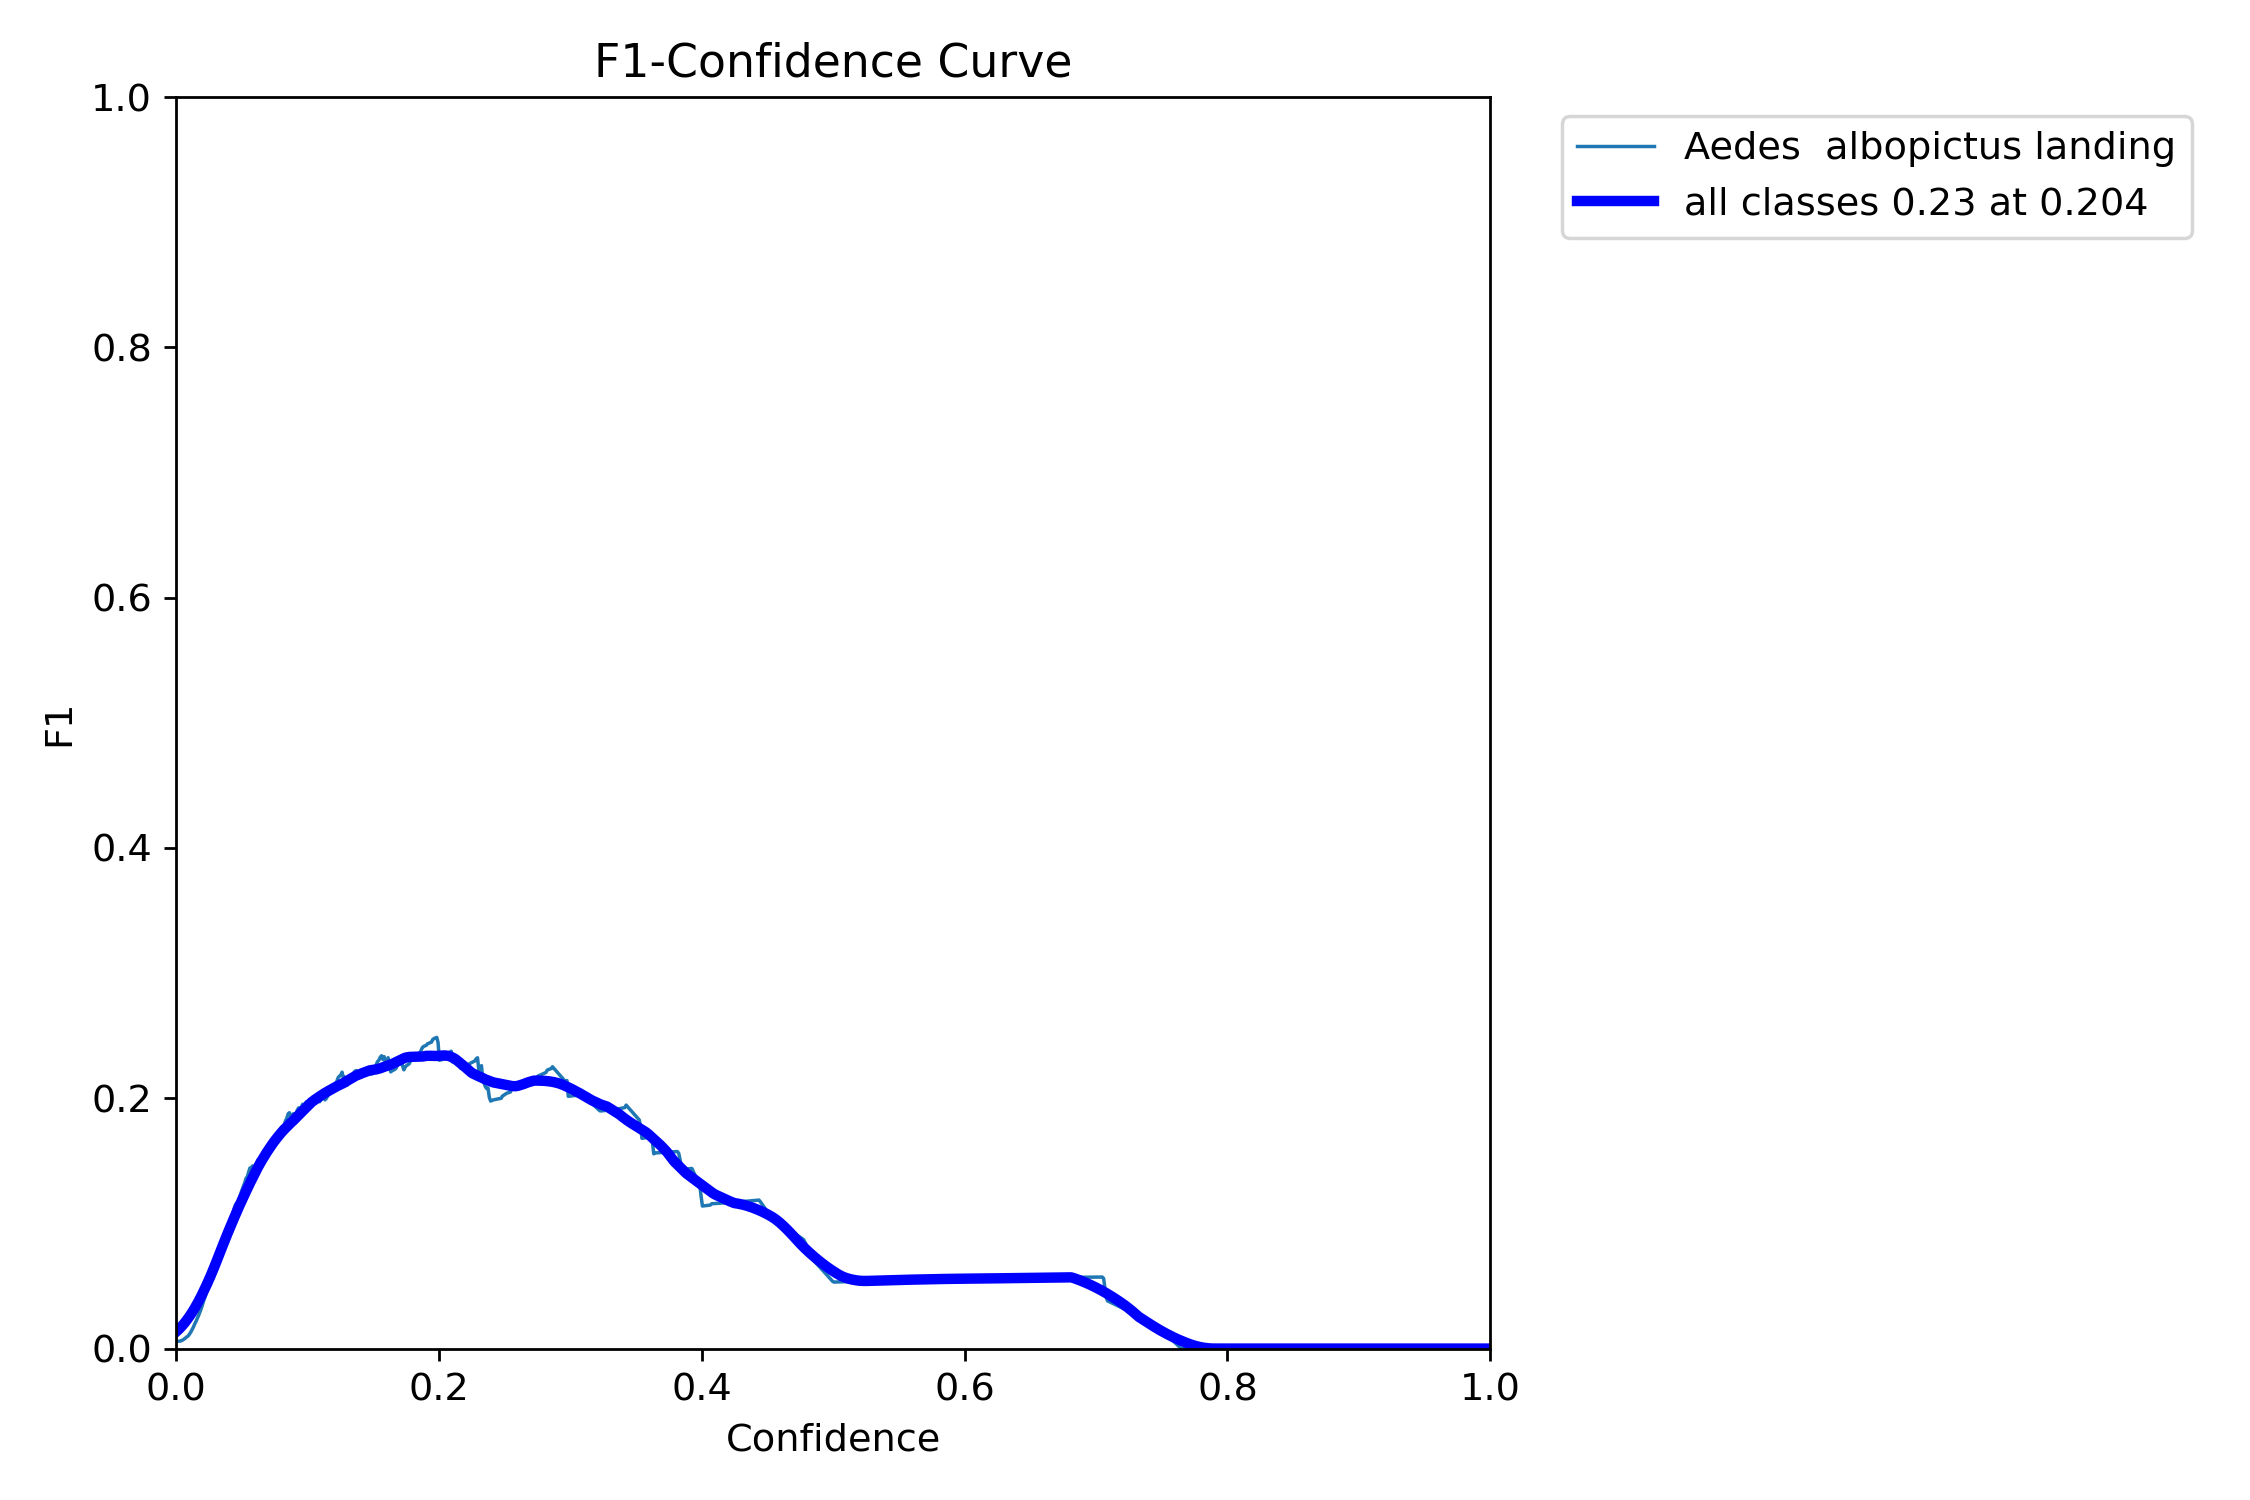 F1-Confidence Curve
1.0
0.8
0.6
0.4
0.2
0.0
F1
0.0 0.2 0.4 0.6 0.8 1.0
Confidence
Aedes  albopictus landing
all classes 0.23 at 0.204